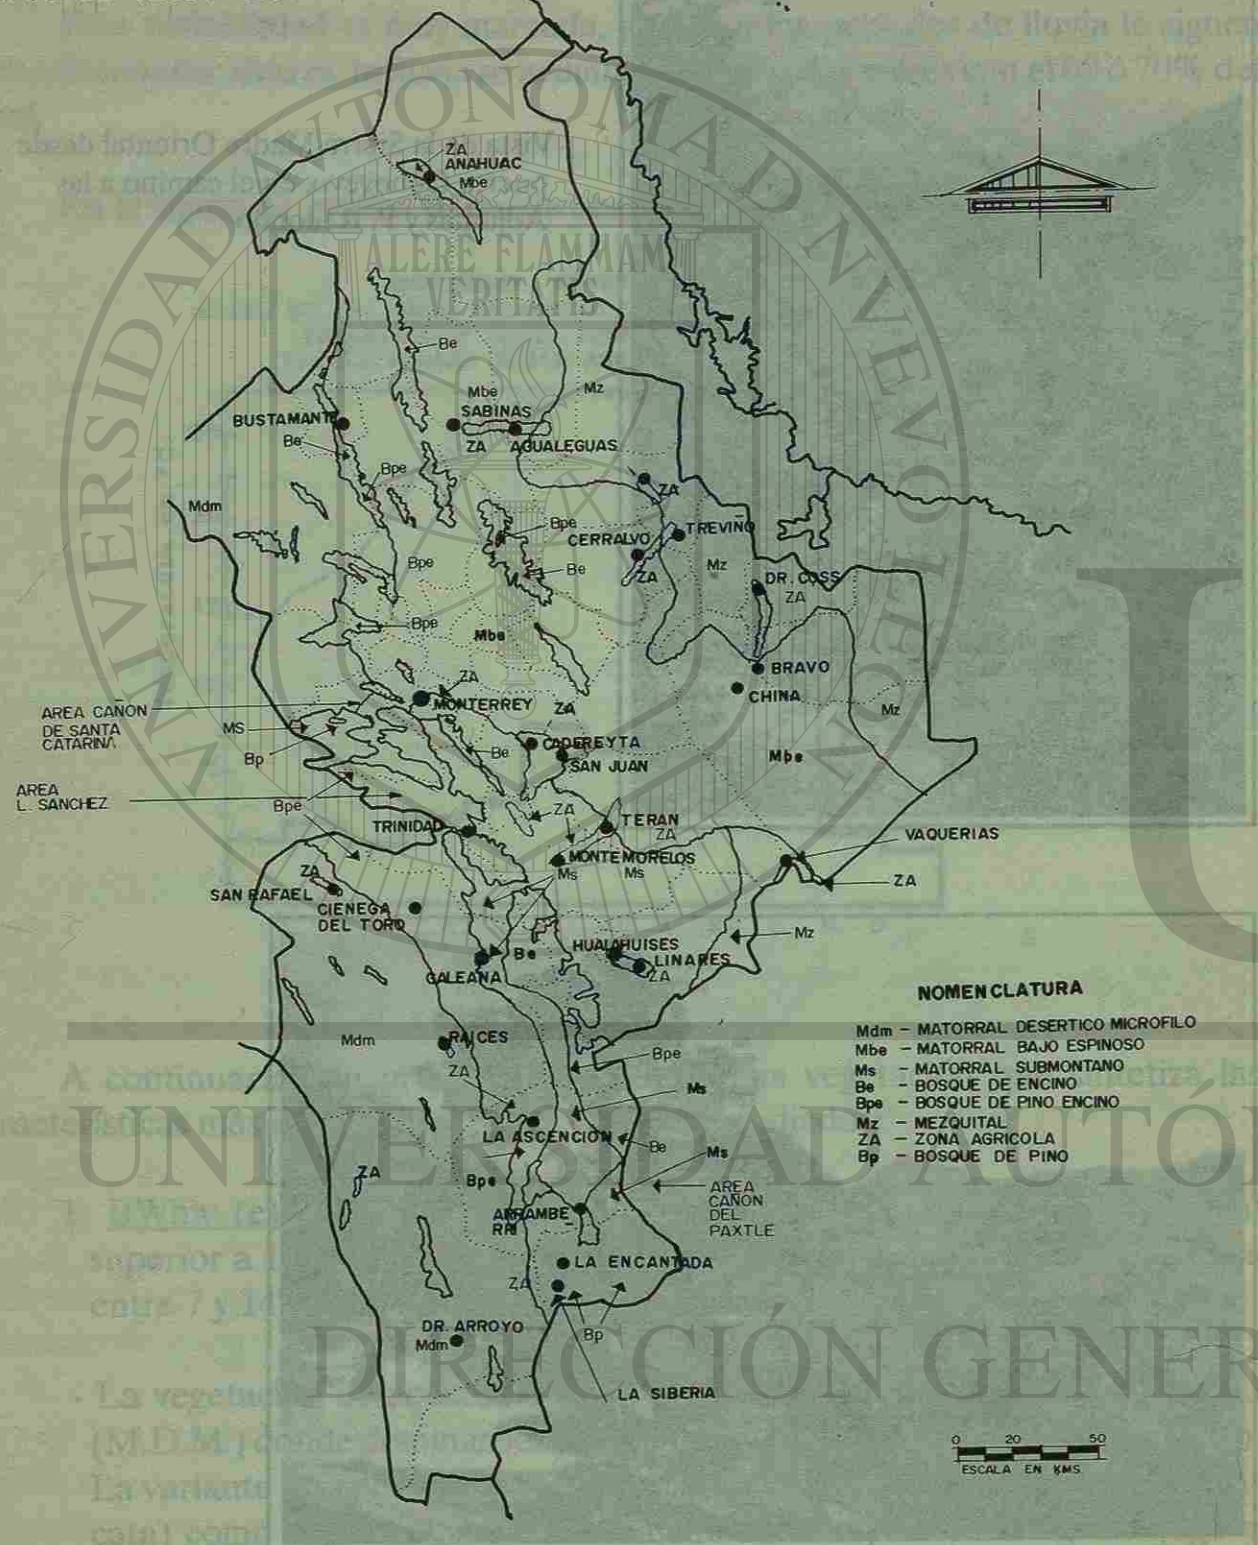 ZA
ANAHUAC
Mbe
ALERE FLAMMAM
VERITATIS
Be
Mbe
Mz
BUSTAMANTE
SABINAS
Be
ZA
AGUALEGUAS
Bpe
ZA
Mdm
Bpe
TREVIÑO
CERRALVO
Bpe
Be
ZA
Mz
DR. COSS
ZA
Bpe
Mbe
BRAVO
ZA
CHINA
MONTERREY
ZA
Mz
AREA CAÑON
DE SANTA
CATARINA
MS
Bp
Be
CADEREYTA
SAN JUAN
Mbe
AREA
L. SANCHEZ
Bpe
ZA
TRINIDAD
TERAN
ZA
VAQUERIAS
MONTEMORELOS
Ms
Ms
ZA
ZA
SAN RAFAEL
CIENEGA
DEL TORO
Mz
Be
HUALAHUISES
LINARES
ZA
GALEANA
Mdm
RAICES
ZA
Bpe
Ms
LA ASCENCION
Be
Ms
ZA
Bpe
AREA
CAÑON
DEL
PAXTLE
LA ENCANTADA
ZA
DR. ARROYO
Mdm
Bp
LA SIBERIA
NOMENCLATURA
Mdm – MATORRAL DESERTICO MICROFILO
Mbe – MATORRAL BAJO ESPINOSO
Ms – MATORRAL SUBMONTANO
Be – BOSQUE DE ENCINO
Bpe – BOSQUE DE PINO ENCINO
Mz – MEZQUITAL
ZA – ZONA AGRICOLA
Bp – BOSQUE DE PINO
0 20 50
ESCALA EN KMS
UNIVERSIDAD AUTONOMA D NUEVO LEON
U
UNIVERSIDAD AUTÓN
DIRECCIÓN GENER